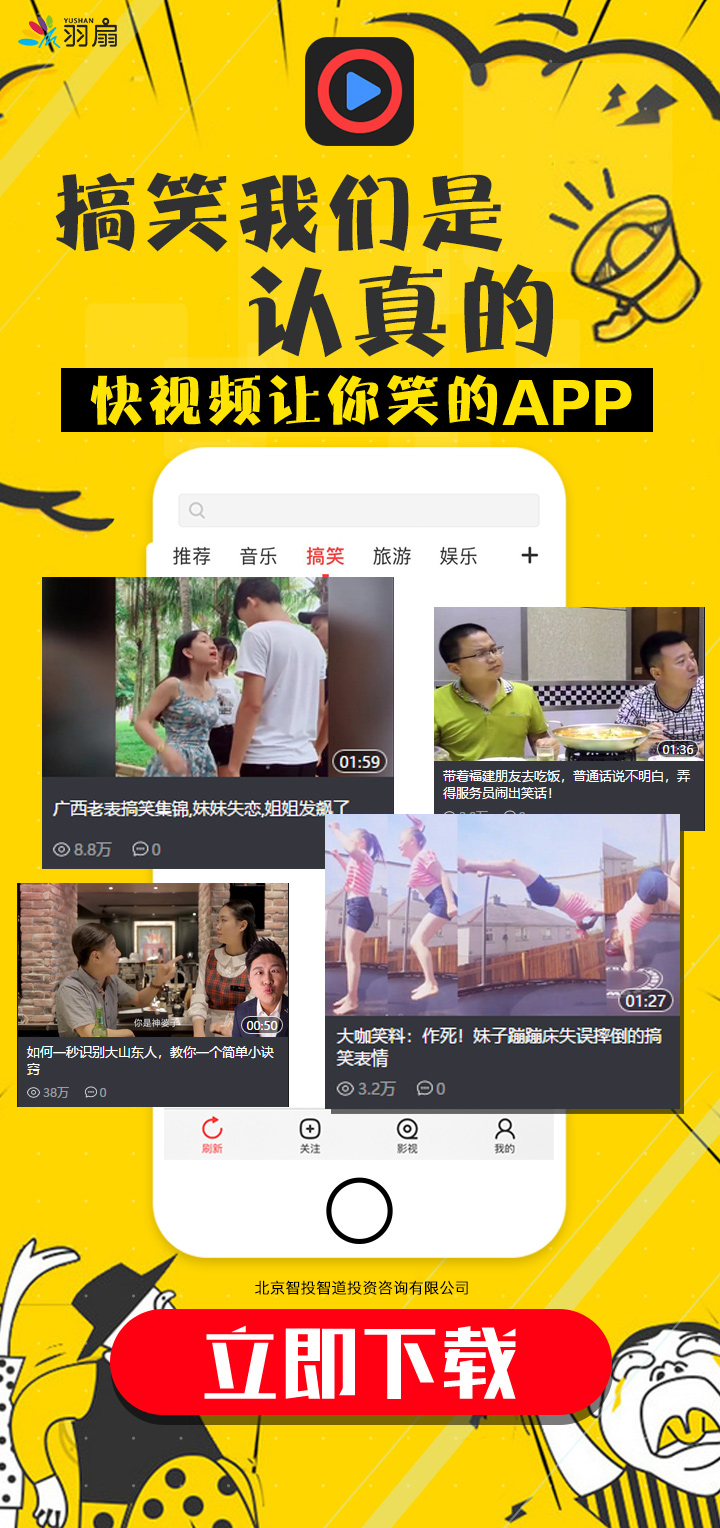 YUSHAN
羽扇
搞笑我们是
认真的
快视频让你笑的APP
推荐 音乐 搞笑 旅游 娱乐 +
01:59
广西老表搞笑集锦,妹妹失恋,姐姐发飙了
8.8万 0
01:36
带着福建朋友去吃饭，普通话说不明白，弄
得服务员闹出笑话！
你是神婆子
00:50
如何一秒识别大山东人，教你一个简单小诀
窍
38万 0
01:27
大咖笑料：作死！妹子蹦蹦床失误摔倒的搞
笑表情
3.2万 0
刷新 关注 影视 我的
北京智投智道投资咨询有限公司
立即下载